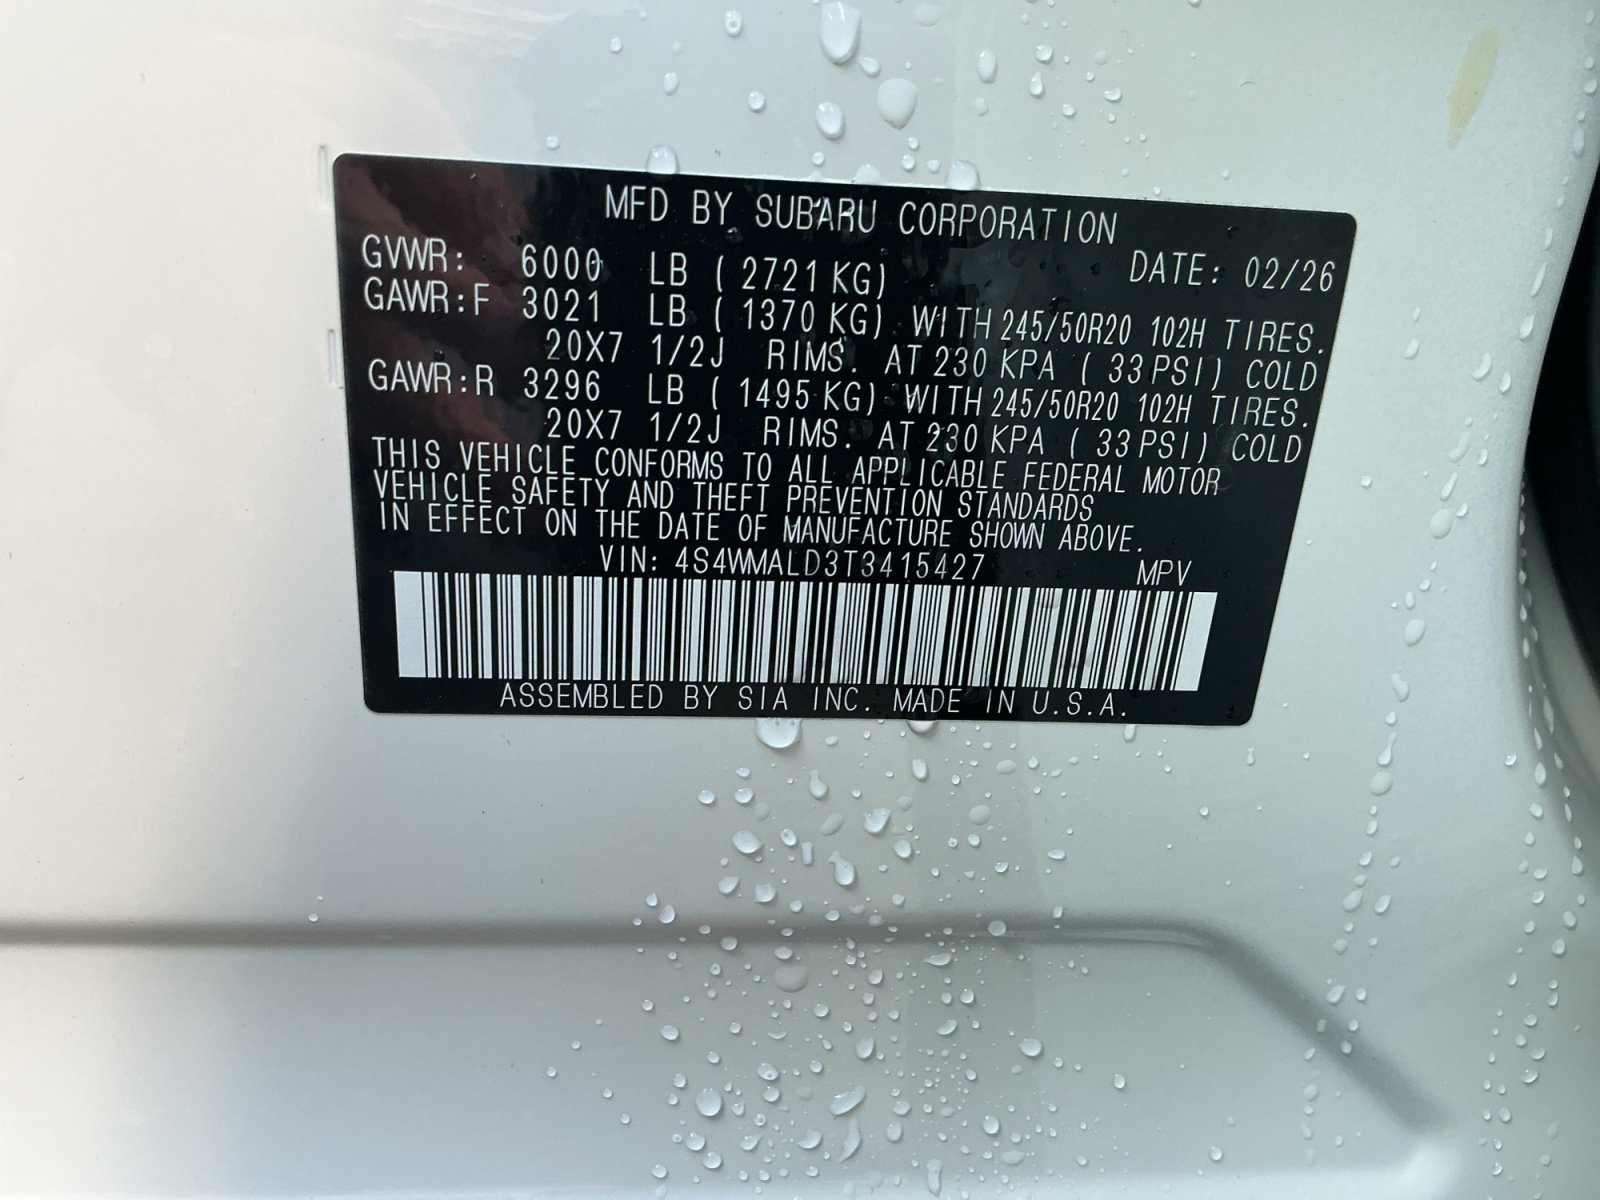 MFD BY SUBARU CORPORATION
DATE: 02/26
GVWR: 6000 LB ( 2721 KG)
GAWR:F 3021 LB ( 1370 KG) WITH 245/50R20 102H TIRES.
20X7 1/2J RIMS. AT 230 KPA ( 33 PSI) COLD
GAWR:R 3296 LB ( 1495 KG) WITH 245/50R20 102H TIRES.
20X7 1/2J RIMS. AT 230 KPA ( 33 PSI) COLD
THIS VEHICLE CONFORMS TO ALL APPLICABLE FEDERAL MOTOR
VEHICLE SAFETY AND THEFT PREVENTION STANDARDS
IN EFFECT ON THE DATE OF MANUFACTURE SHOWN ABOVE.
VIN: 4S4WMALD3T3415427 MPV
ASSEMBLED BY SIA INC. MADE IN U.S.A.